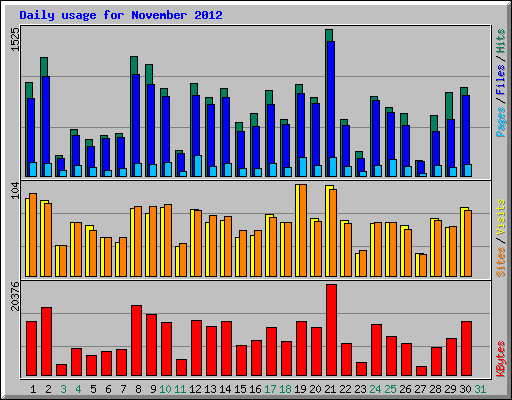 Daily usage for November 2012
1525
Pages / Files / Hits
104
Sites / Visits
20376
KBytes
1 2 3 4 5 6 7 8 9 10 11 12 13 14 15 16 17 18 19 20 21 22 23 24 25 26 27 28 29 30 31